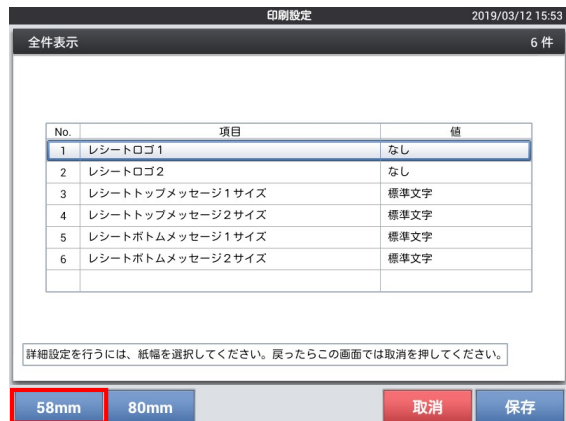 印刷設定 2019/03/12 15:53
全件表示 6 件
No. 項目 値
1 レシートロゴ1 なし
2 レシートロゴ2 なし
3 レシートトップメッセージ1サイズ 標準文字
4 レシートトップメッセージ2サイズ 標準文字
5 レシートボトムメッセージ1サイズ 標準文字
6 レシートボトムメッセージ2サイズ 標準文字
詳細設定を行うには、紙幅を選択してください。戻ったらこの画面では取消を押してください。
58mm 80mm 取消 保存